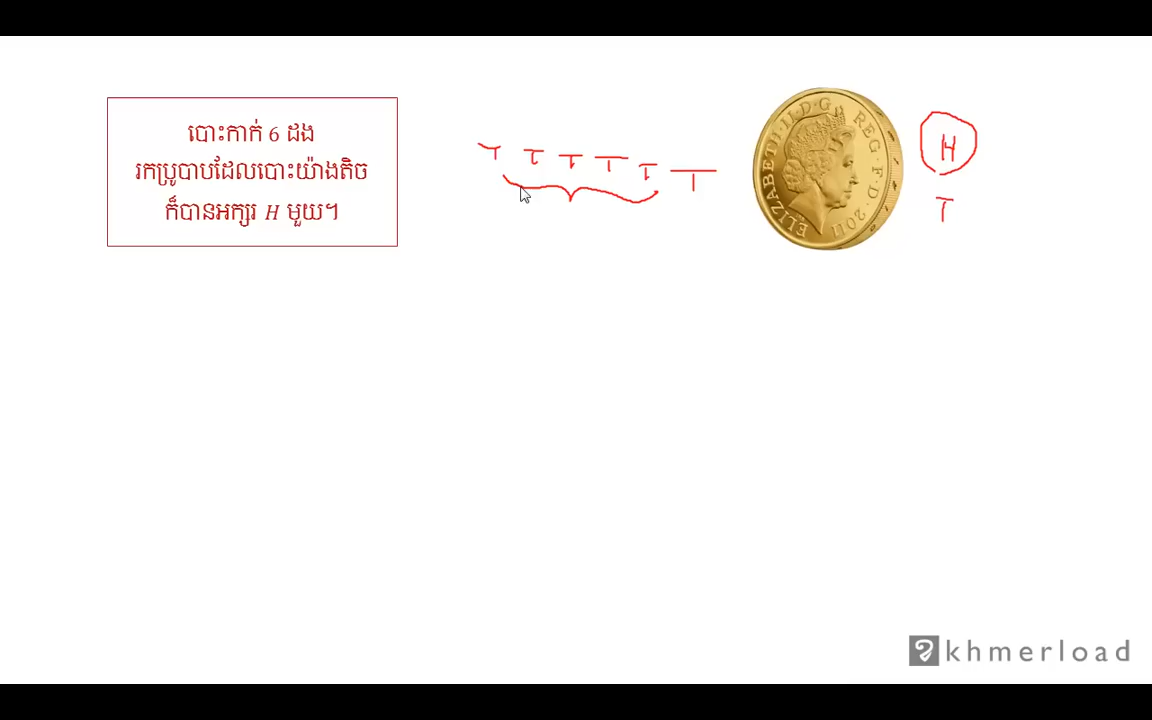 បោះកាក់ 6 ដង
រកប្រូបាបដែលបោះយ៉ាងតិច
ក៏បានអក្សរ H មួយ។
T T T T T T
ELIZABETH·II·D·G REG·F·D·2011
H
T
khmerload